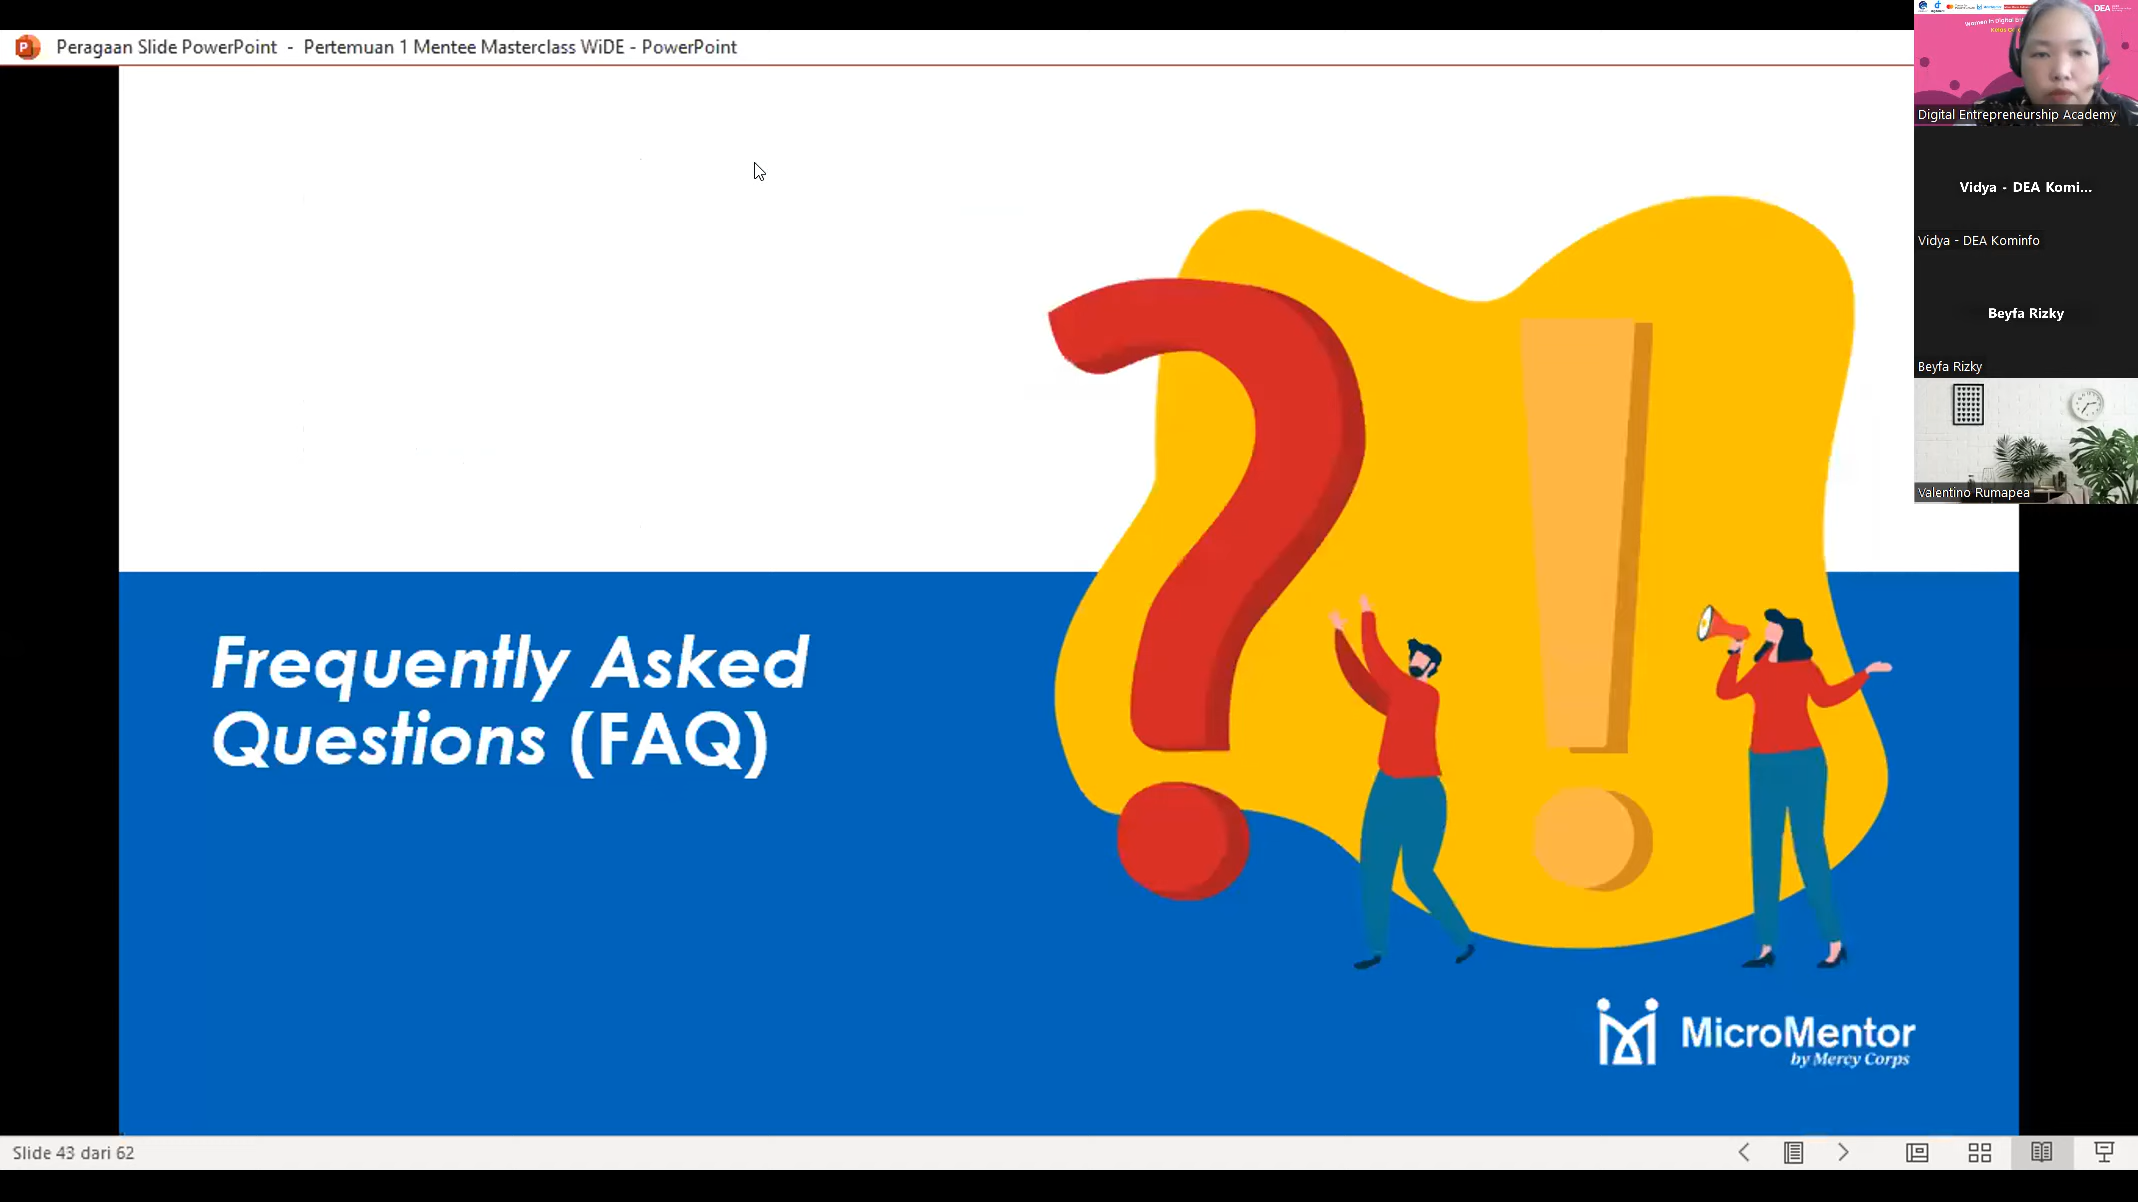 Peragaan Slide PowerPoint - Pertemuan 1 Mentee Masterclass WiDE - PowerPoint
DEA
Digital Entrepreneurship Academy
Vidya - DEA Komi...
Vidya - DEA Kominfo
Beyfa Rizky
Beyfa Rizky
Valentino Rumapea
Frequently Asked
Questions (FAQ)
MicroMentor
by Mercy Corps
Slide 43 dari 62